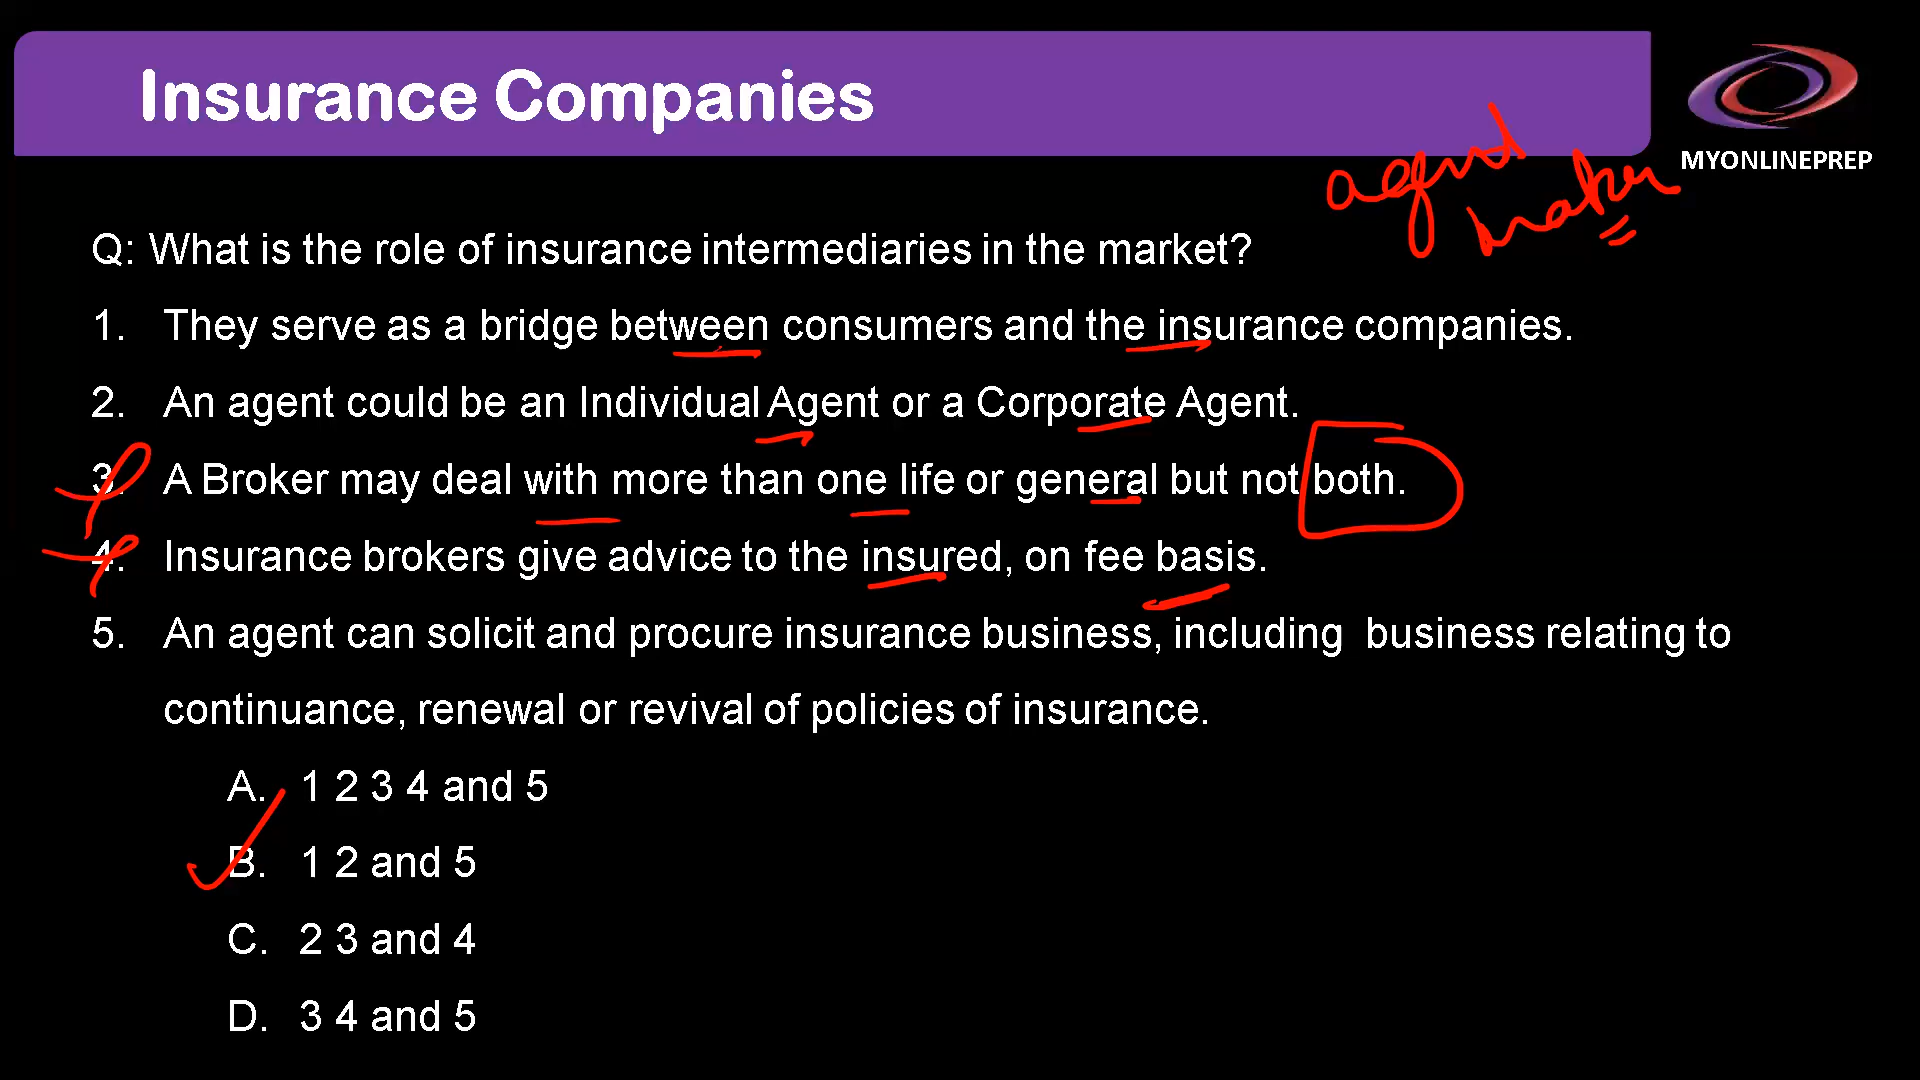 Insurance Companies
MYONLINEPREP
agent
Q: What is the role of insurance intermediaries in the market?
1. They serve as a bridge between consumers and the insurance companies.
2. An agent could be an Individual Agent or a Corporate Agent.
3. A Broker may deal with more than one life or general but not both.
4. Insurance brokers give advice to the insured, on fee basis.
5. An agent can solicit and procure insurance business, including business relating to
continuance, renewal or revival of policies of insurance.
A. 1 2 3 4 and 5
B. 1 2 and 5
C. 2 3 and 4
D. 3 4 and 5